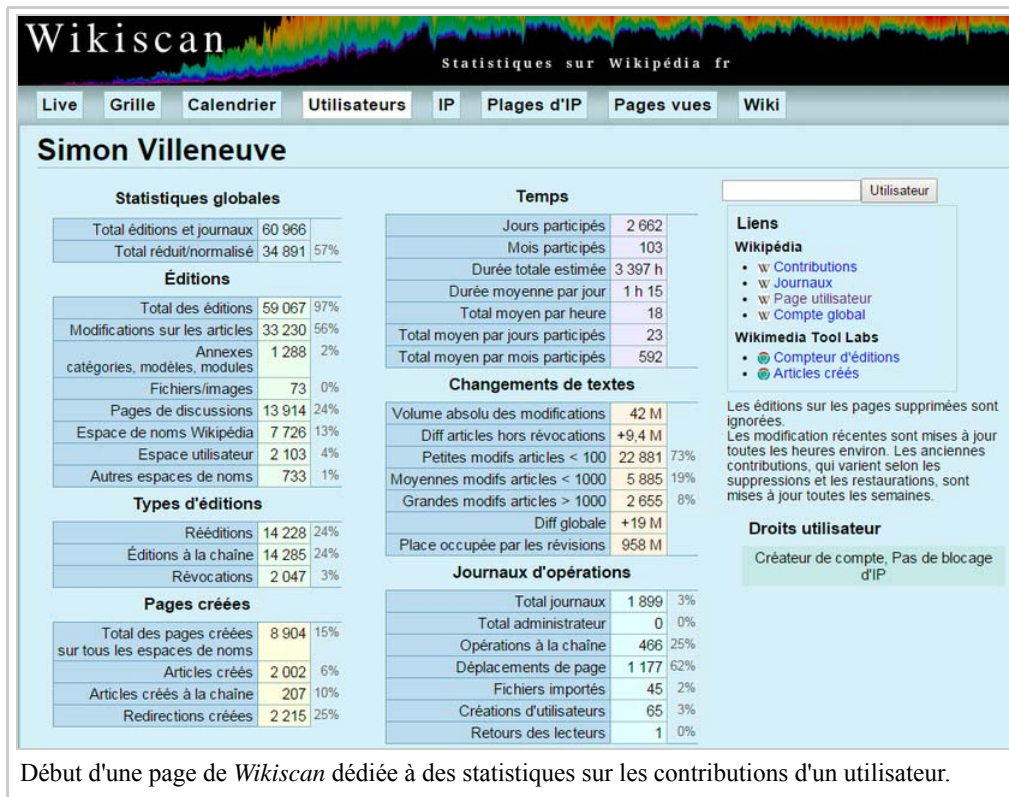 Wikiscan
Statistiques sur Wikipédia fr
Live Grille Calendrier Utilisateurs IP Plages d'IP Pages vues Wiki
Simon Villeneuve
Statistiques globales
Total éditions et journaux 60 966
Total réduit/normalisé 34 891 57%
Éditions
Total des éditions 59 067 97%
Modifications sur les articles 33 230 56%
Annexes 1 288 2%
catégories, modèles, modules
Fichiers/images 73 0%
Pages de discussions 13 914 24%
Espace de noms Wikipédia 7 726 13%
Espace utilisateur 2 103 4%
Autres espaces de noms 733 1%
Types d'éditions
Rééditions 14 228 24%
Éditions à la chaîne 14 285 24%
Révocations 2 047 3%
Pages créées
Total des pages créées 8 904 15%
sur tous les espaces de noms
Articles créés 2 002 6%
Articles créés à la chaîne 207 10%
Redirections créées 2 215 25%
Temps
Jours participés 2 662
Mois participés 103
Durée totale estimée 3 397 h
Durée moyenne par jour 1 h 15
Total moyen par heure 18
Total moyen par jours participés 23
Total moyen par mois participés 592
Changements de textes
Volume absolu des modifications 42 M
Diff articles hors révocations +9,4 M
Petites modifs articles < 100 22 881 73%
Moyennes modifs articles < 1000 5 885 19%
Grandes modifs articles > 1000 2 655 8%
Diff globale +19 M
Place occupée par les révisions 958 M
Journaux d'opérations
Total journaux 1 899 3%
Total administrateur 0 0%
Opérations à la chaîne 466 25%
Déplacements de page 1 177 62%
Fichiers importés 45 2%
Créations d'utilisateurs 65 3%
Retours des lecteurs 1 0%
Utilisateur
Liens
Wikipédia
W Contributions
W Journaux
W Page utilisateur
W Compte global
Wikimedia Tool Labs
Compteur d'éditions
Articles créés
Les éditions sur les pages supprimées sont
ignorées.
Les modification récentes sont mises à jour
toutes les heures environ. Les anciennes
contributions, qui varient selon les
suppressions et les restaurations, sont
mises à jour toutes les semaines.
Droits utilisateur
Créateur de compte, Pas de blocage
d'IP
Début d'une page de Wikiscan dédiée à des statistiques sur les contributions d'un utilisateur.